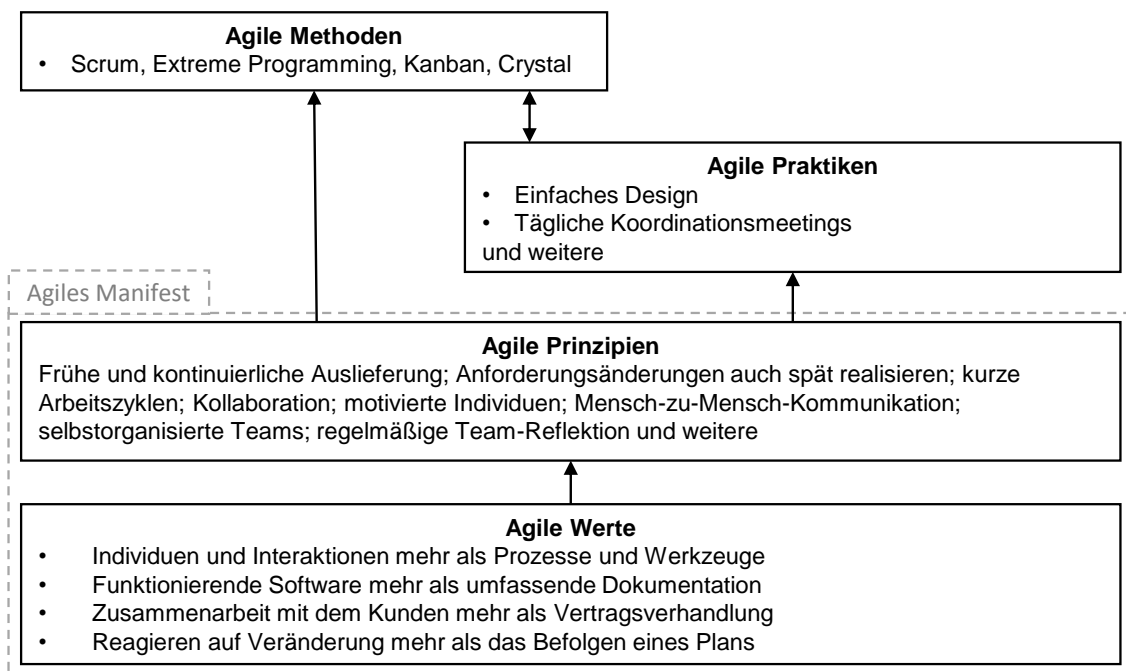 Agile Methoden
• Scrum, Extreme Programming, Kanban, Crystal
Agile Praktiken
• Einfaches Design
• Tägliche Koordinationsmeetings
und weitere
Agiles Manifest
Agile Prinzipien
Frühe und kontinuierliche Auslieferung; Anforderungsänderungen auch spät realisieren; kurze
Arbeitszyklen; Kollaboration; motivierte Individuen; Mensch-zu-Mensch-Kommunikation;
selbstorganisierte Teams; regelmäßige Team-Reflektion und weitere
Agile Werte
• Individuen und Interaktionen mehr als Prozesse und Werkzeuge
• Funktionierende Software mehr als umfassende Dokumentation
• Zusammenarbeit mit dem Kunden mehr als Vertragsverhandlung
• Reagieren auf Veränderung mehr als das Befolgen eines Plans